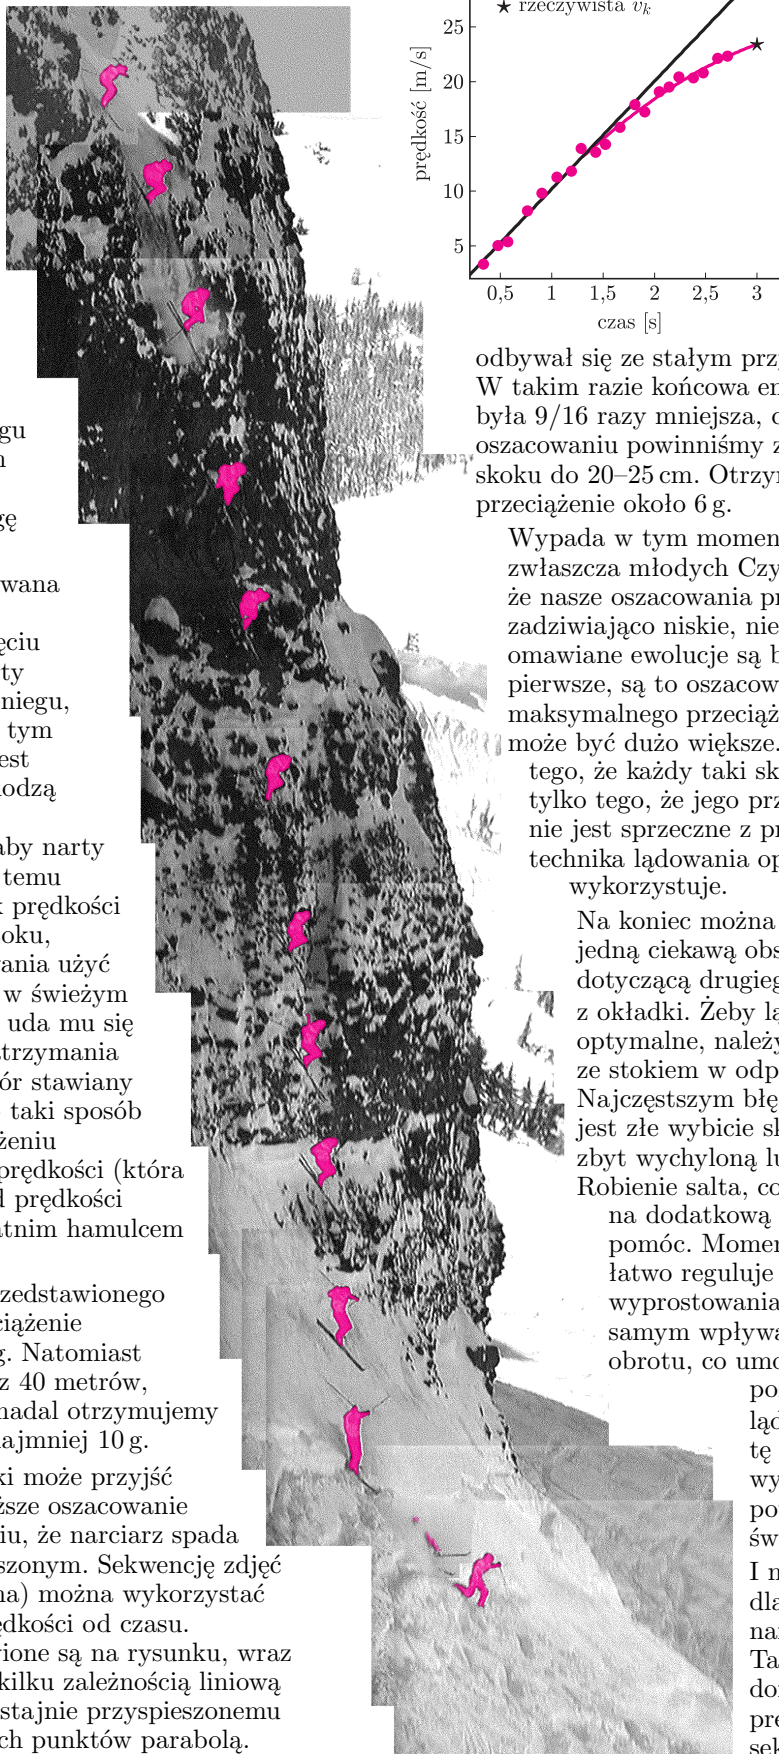 ★ rzeczywista v_k
25
20
15
10
5
prędkość [m/s]
0,5 1 1,5 2 2,5 3
czas [s]
gu
n
gę
wana
ęciu
ty
niegu,
tym
est
odzą
aby narty
temu
k prędkości
oku,
vania użyć
w świeżym
uda mu się
trzymania
ór stawiany
taki sposób
żeniu
prędkości (która
d prędkości
atnim hamulcem
zedstawionego
ciążenie
g. Natomiast
z 40 metrów,
nadal otrzymujemy
najmniej 10 g.
ki może przyjść
ższe oszacowanie
iu, że narciarz spada
szonym. Sekwencję zdjęć
na) można wykorzystać
ędkości od czasu.
vione są na rysunku, wraz
kilku zależnością liniową
stajnie przyspieszonemu
ch punktów parabolą.
odbywał się ze stałym prz
W takim razie końcowa en
była 9/16 razy mniejsza, o
oszacowaniu powinniśmy z
skoku do 20–25 cm. Otrzym
przeciążenie około 6 g.
Wypada w tym momen
zwłaszcza młodych Czy
że nasze oszacowania pr
zadziwiająco niskie, nie
omawiane ewolucje są b
pierwsze, są to oszacow
maksymalnego przeciąż
może być dużo większe.
tego, że każdy taki sk
tylko tego, że jego prz
nie jest sprzeczne z pr
technika lądowania op
wykorzystuje.
Na koniec można
jedną ciekawą obs
dotyczącą drugieg
z okładki. Żeby lą
optymalne, należy
ze stokiem w odp
Najczęstszym błę
jest złe wybicie sk
zbyt wychyloną lu
Robienie salta, co
na dodatkową
pomóc. Momen
łatwo reguluje
wyprostowania
samym wpływa
obrotu, co umo
po
ląd
tę
wy
po
św
I n
dla
na
Ta
do
pre
sek